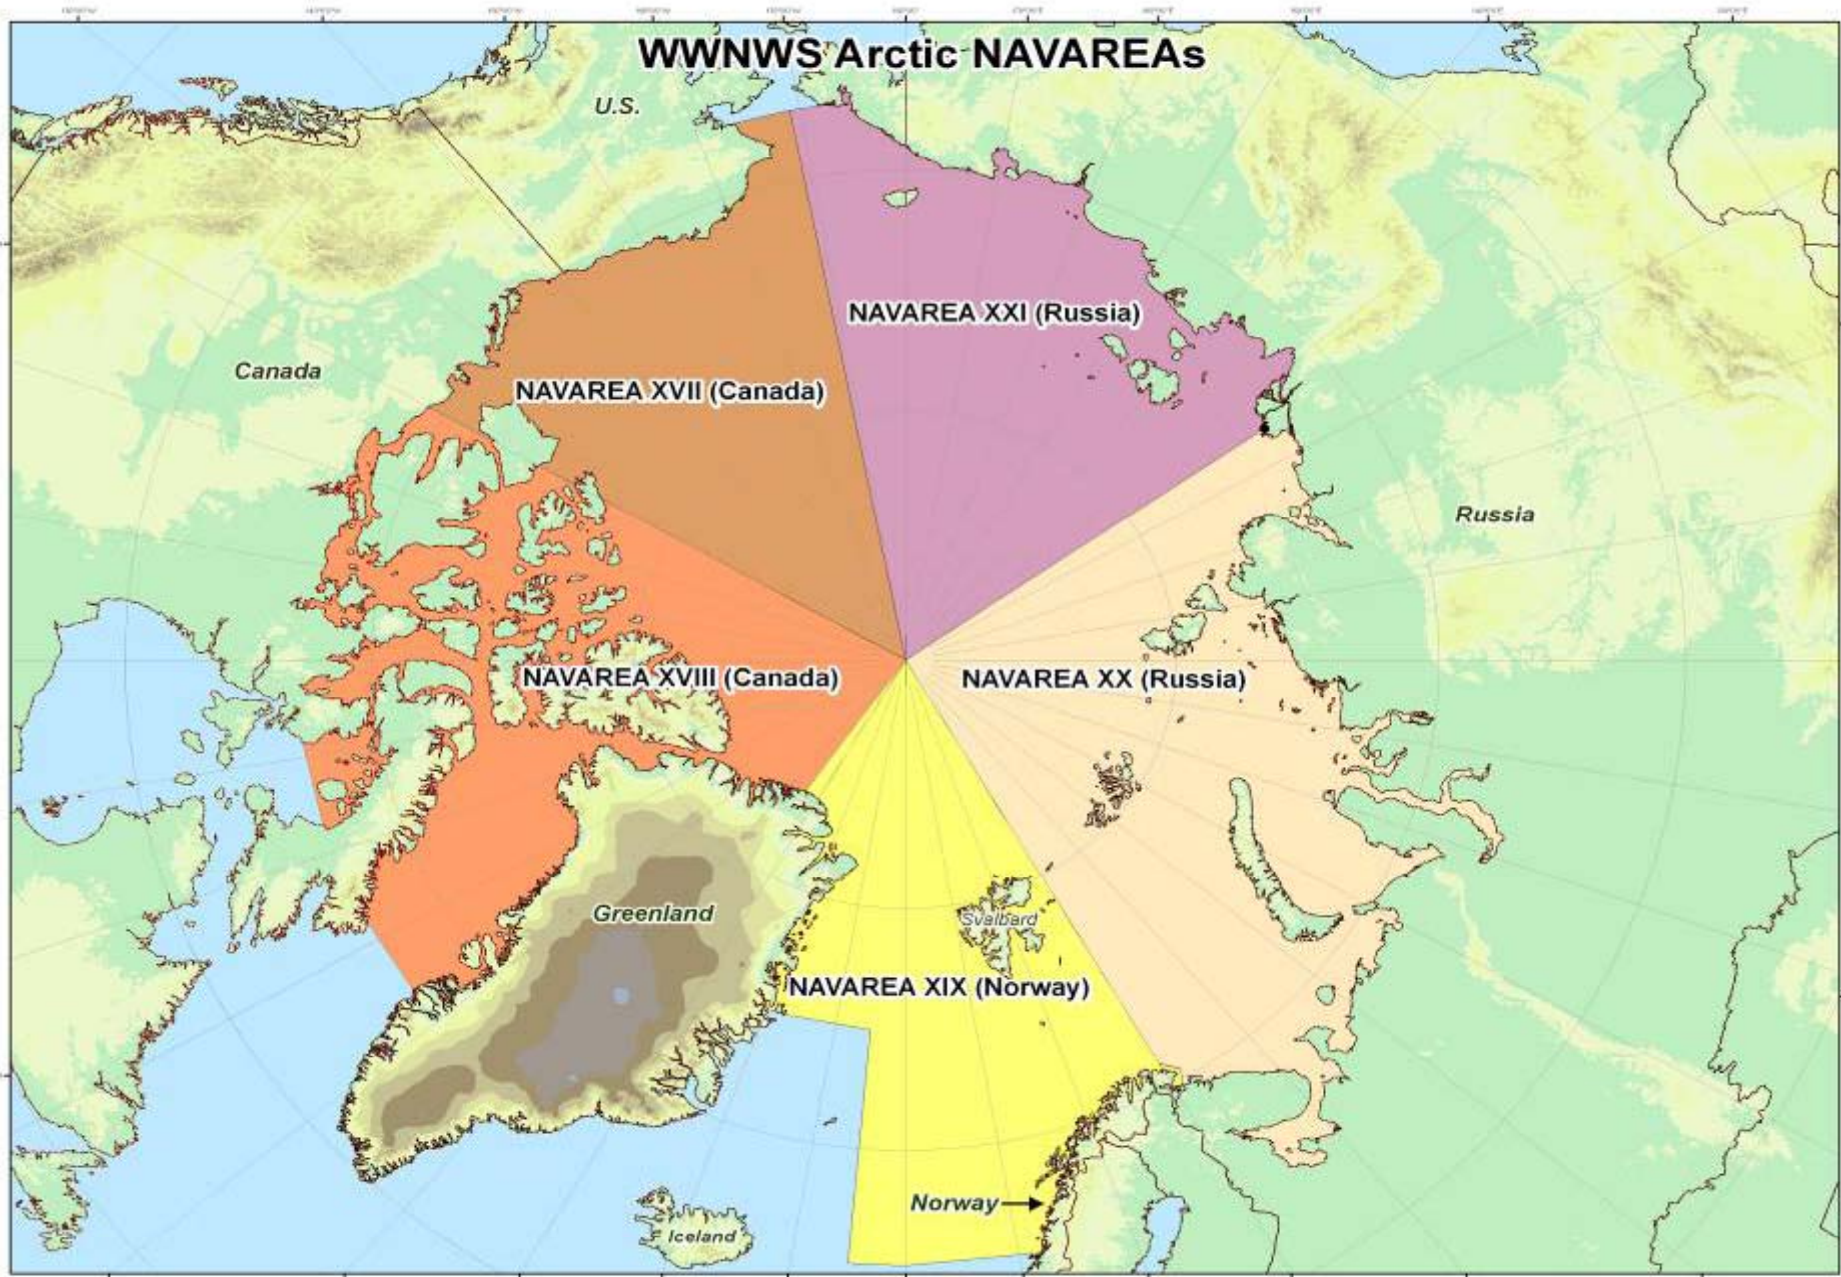 WWNWS Arctic NAVAREAs
U.S.
NAVAREA XXI (Russia)
Canada
NAVAREA XVII (Canada)
Russia
NAVAREA XVIII (Canada)
NAVAREA XX (Russia)
Greenland
Svalbard
NAVAREA XIX (Norway)
Norway
Iceland